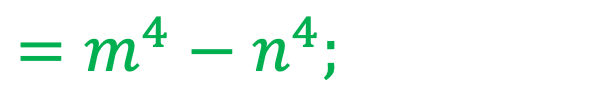 = m⁴ − n⁴;